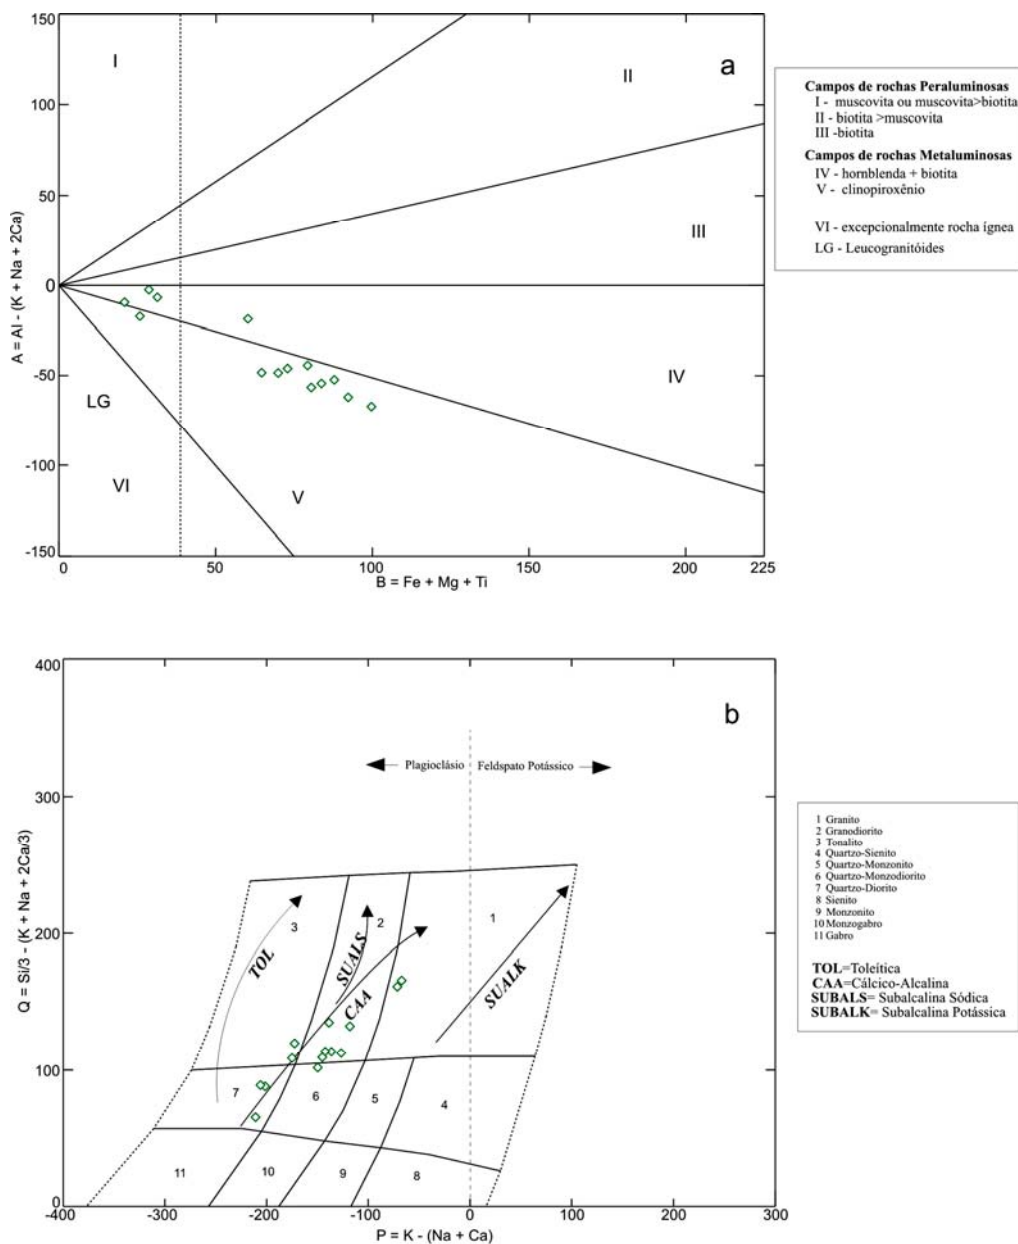 150
100
50
0
-50
-100
-150
A = Al - (K + Na + 2Ca)
I
II
III
IV
V
VI
LG
a
0
50
100
150
200
225
B = Fe + Mg + Ti
Campos de rochas Peraluminosas
I - muscovita ou muscovita>biotita
II - biotita >muscovita
III -biotita
Campos de rochas Metaluminosas
IV - hornblenda + biotita
V - clinopiroxênio
VI - excepcionalmente rocha ígnea
LG - Leucogranitóides
400
300
200
100
0
Q = Si/3 - (K + Na + 2Ca/3)
b
Plagioclásio
Feldspato Potássico
TOL
3
SUALS
2
CAA
1
SUALK
7
6
5
4
11
10
9
8
-400
-300
-200
-100
0
100
200
300
P = K - (Na + Ca)
1 Granito
2 Granodiorito
3 Tonalito
4 Quartzo-Sienito
5 Quartzo-Monzonito
6 Quartzo-Monzodiorito
7 Quartzo-Diorito
8 Sienito
9 Monzonito
10 Monzogabro
11 Gabro
TOL=Toleítica
CAA=Cálcico-Alcalina
SUBALS= Subalcalina Sódica
SUBALK= Subalcalina Potássica